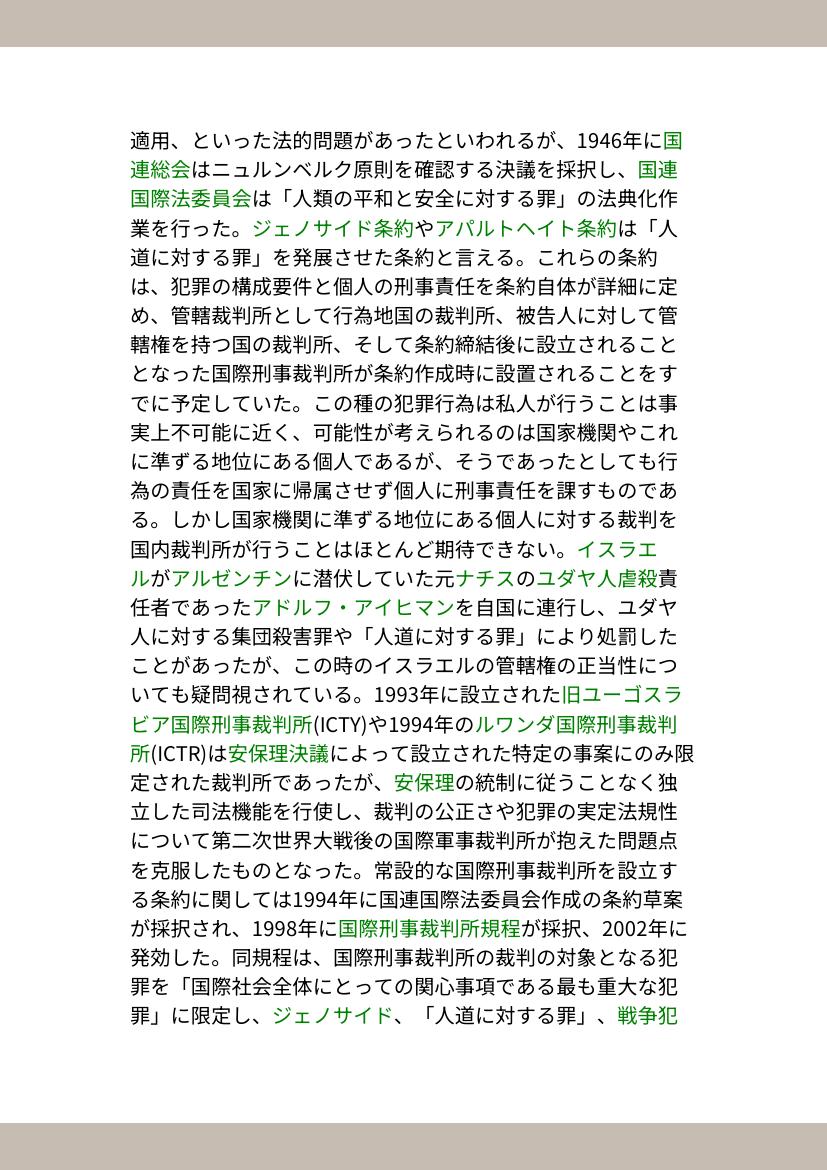 適用、といった法的問題があったといわれるが、1946年に国
連総会はニュルンベルク原則を確認する決議を採択し、国連
国際法委員会は「人類の平和と安全に対する罪」の法典化作
業を行った。ジェノサイド条約やアパルトヘイト条約は「人
道に対する罪」を発展させた条約と言える。これらの条約
は、犯罪の構成要件と個人の刑事責任を条約自体が詳細に定
め、管轄裁判所として行為地国の裁判所、被告人に対して管
轄権を持つ国の裁判所、そして条約締結後に設立されること
となった国際刑事裁判所が条約作成時に設置されることをす
でに予定していた。この種の犯罪行為は私人が行うことは事
実上不可能に近く、可能性が考えられるのは国家機関やこれ
に準ずる地位にある個人であるが、そうであったとしても行
為の責任を国家に帰属させず個人に刑事責任を課すものであ
る。しかし国家機関に準ずる地位にある個人に対する裁判を
国内裁判所が行うことはほとんど期待できない。イスラエ
ルがアルゼンチンに潜伏していた元ナチスのユダヤ人虐殺責
任者であったアドルフ・アイヒマンを自国に連行し、ユダヤ
人に対する集団殺害罪や「人道に対する罪」により処罰した
ことがあったが、この時のイスラエルの管轄権の正当性につ
いても疑問視されている。1993年に設立された旧ユーゴスラ
ビア国際刑事裁判所(ICTY)や1994年のルワンダ国際刑事裁判
所(ICTR)は安保理決議によって設立された特定の事案にのみ限
定された裁判所であったが、安保理の統制に従うことなく独
立した司法機能を行使し、裁判の公正さや犯罪の実定法規性
について第二次世界大戦後の国際軍事裁判所が抱えた問題点
を克服したものとなった。常設的な国際刑事裁判所を設立す
る条約に関しては1994年に国連国際法委員会作成の条約草案
が採択され、1998年に国際刑事裁判所規程が採択、2002年に
発効した。同規程は、国際刑事裁判所の裁判の対象となる犯
罪を「国際社会全体にとっての関心事項である最も重大な犯
罪」に限定し、ジェノサイド、「人道に対する罪」、戦争犯